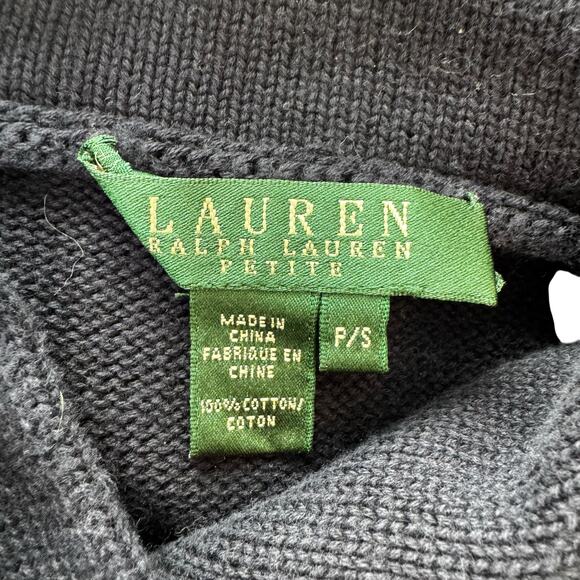 LAUREN
RALPH LAUREN
PETITE
MADE IN
CHINA
FABRIQUE EN
CHINE
100% COTTON/
COTON
P/S